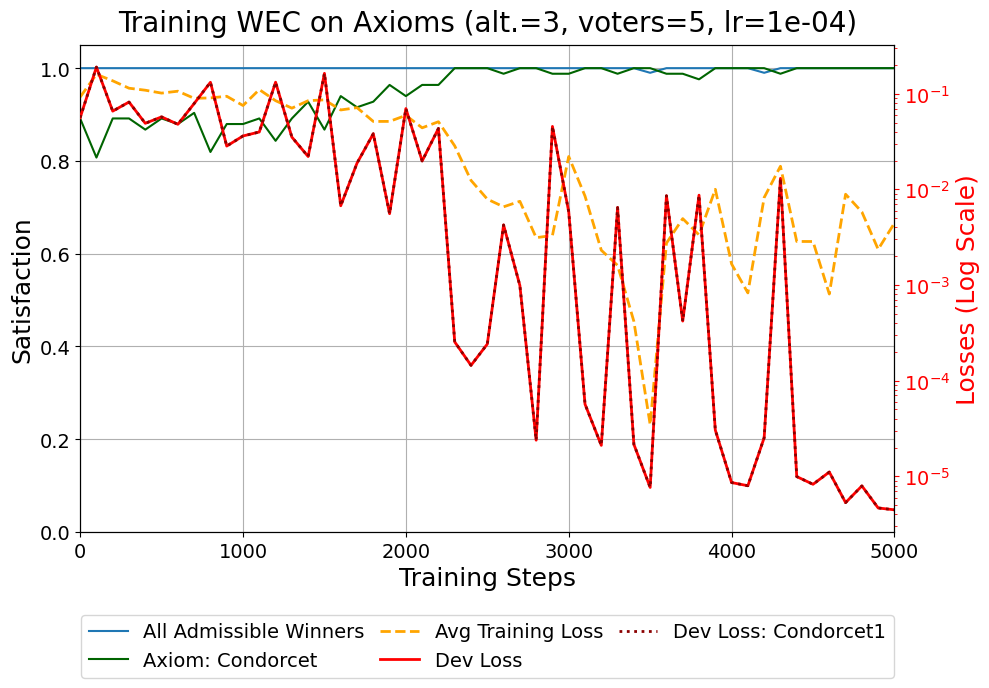 Training WEC on Axioms (alt.=3, voters=5, lr=1e-04)
1.0
0.8
0.6
0.4
0.2
0.0
Satisfaction
10⁻¹
10⁻²
10⁻³
10⁻⁴
10⁻⁵
Losses (Log Scale)
0 1000 2000 3000 4000 5000
Training Steps
All Admissible Winners Avg Training Loss Dev Loss: Condorcet1
Axiom: Condorcet Dev Loss